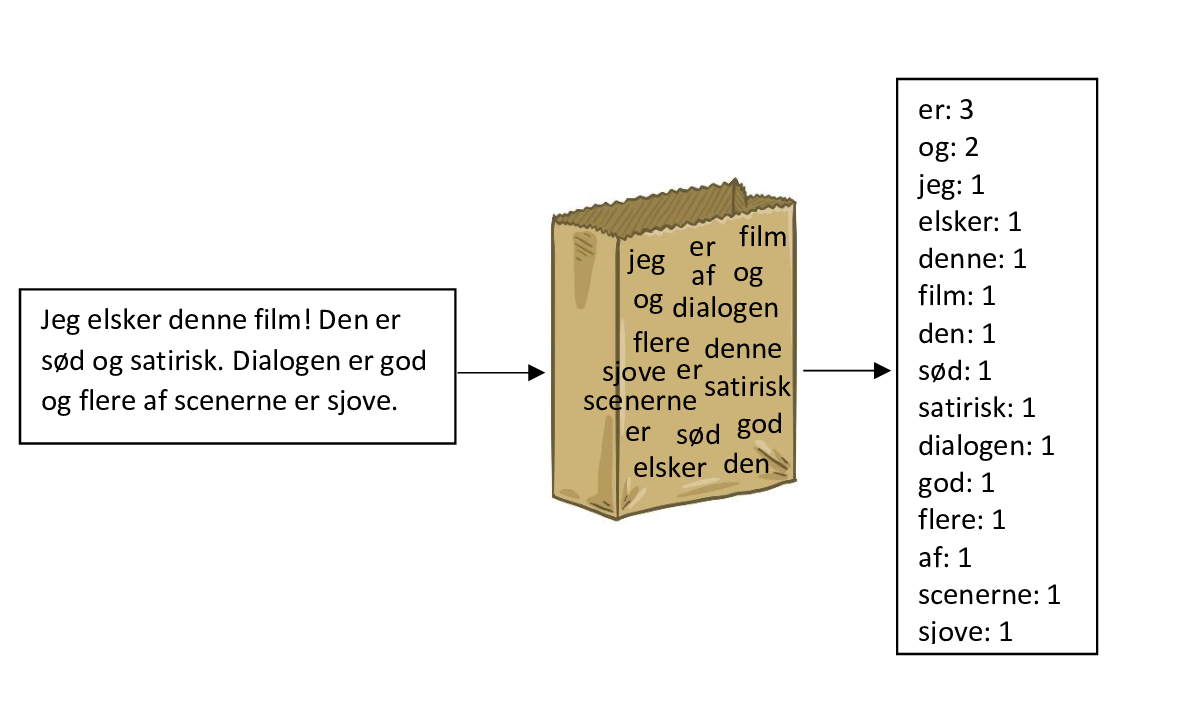 Jeg elsker denne film! Den er
sød og satirisk. Dialogen er god
og flere af scenerne er sjove.
jeg er film
af og
og dialogen
flere denne
sjove er
satirisk
scenerne
er sød god
elsker den
er: 3
og: 2
jeg: 1
elsker: 1
denne: 1
film: 1
den: 1
sød: 1
satirisk: 1
dialogen: 1
god: 1
flere: 1
af: 1
scenerne: 1
sjove: 1